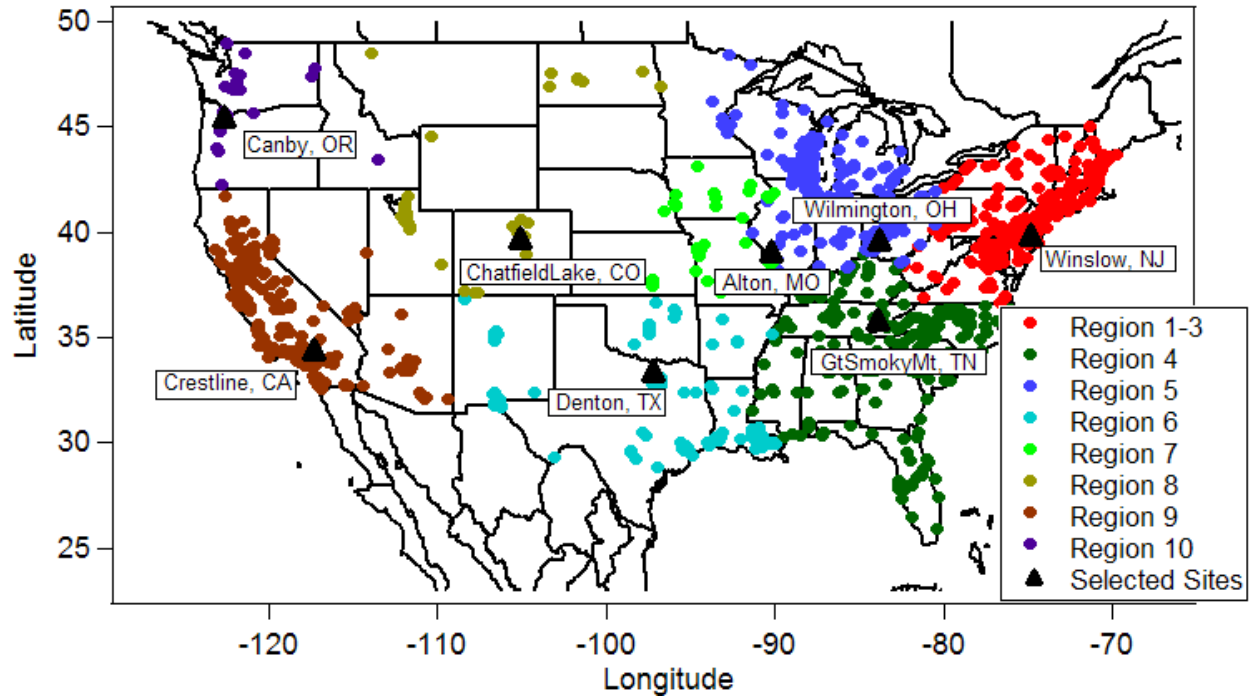 50
45
40
35
30
25
Latitude
Canby, OR
Wilmington, OH
ChatfieldLake, CO
Alton, MO
Winslow, NJ
Crestline, CA
GtSmokyMt, TN
Denton, TX
Region 1-3
Region 4
Region 5
Region 6
Region 7
Region 8
Region 9
Region 10
Selected Sites
-120 -110 -100 -90 -80 -70
Longitude